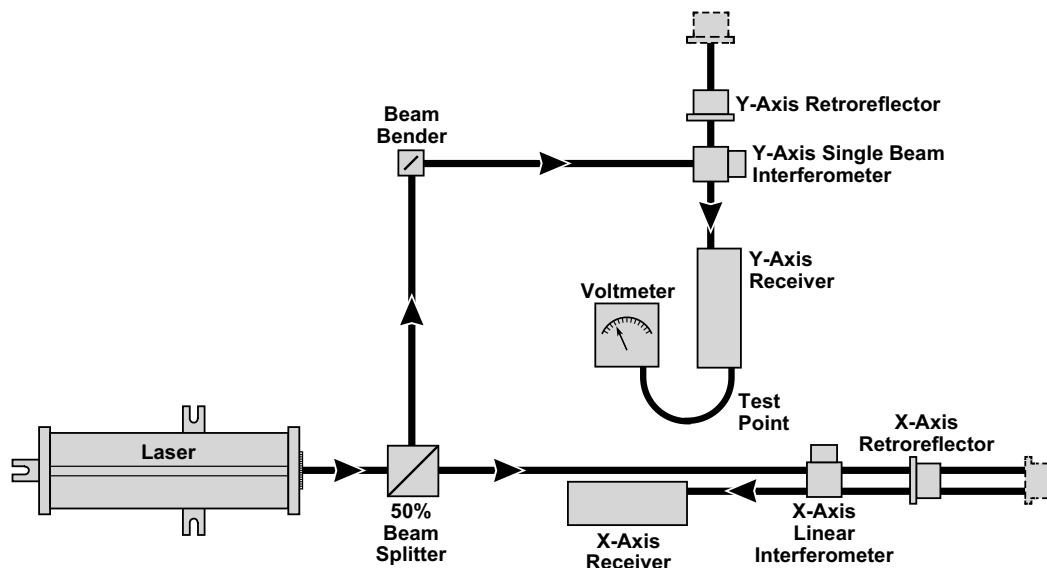 Beam
Bender
Y-Axis Retroreflector
Y-Axis Single Beam
Interferometer
Y-Axis
Receiver
Voltmeter
Test
Point
Laser
50%
Beam
Splitter
X-Axis
Retroreflector
X-Axis
Receiver
X-Axis
Linear
Interferometer